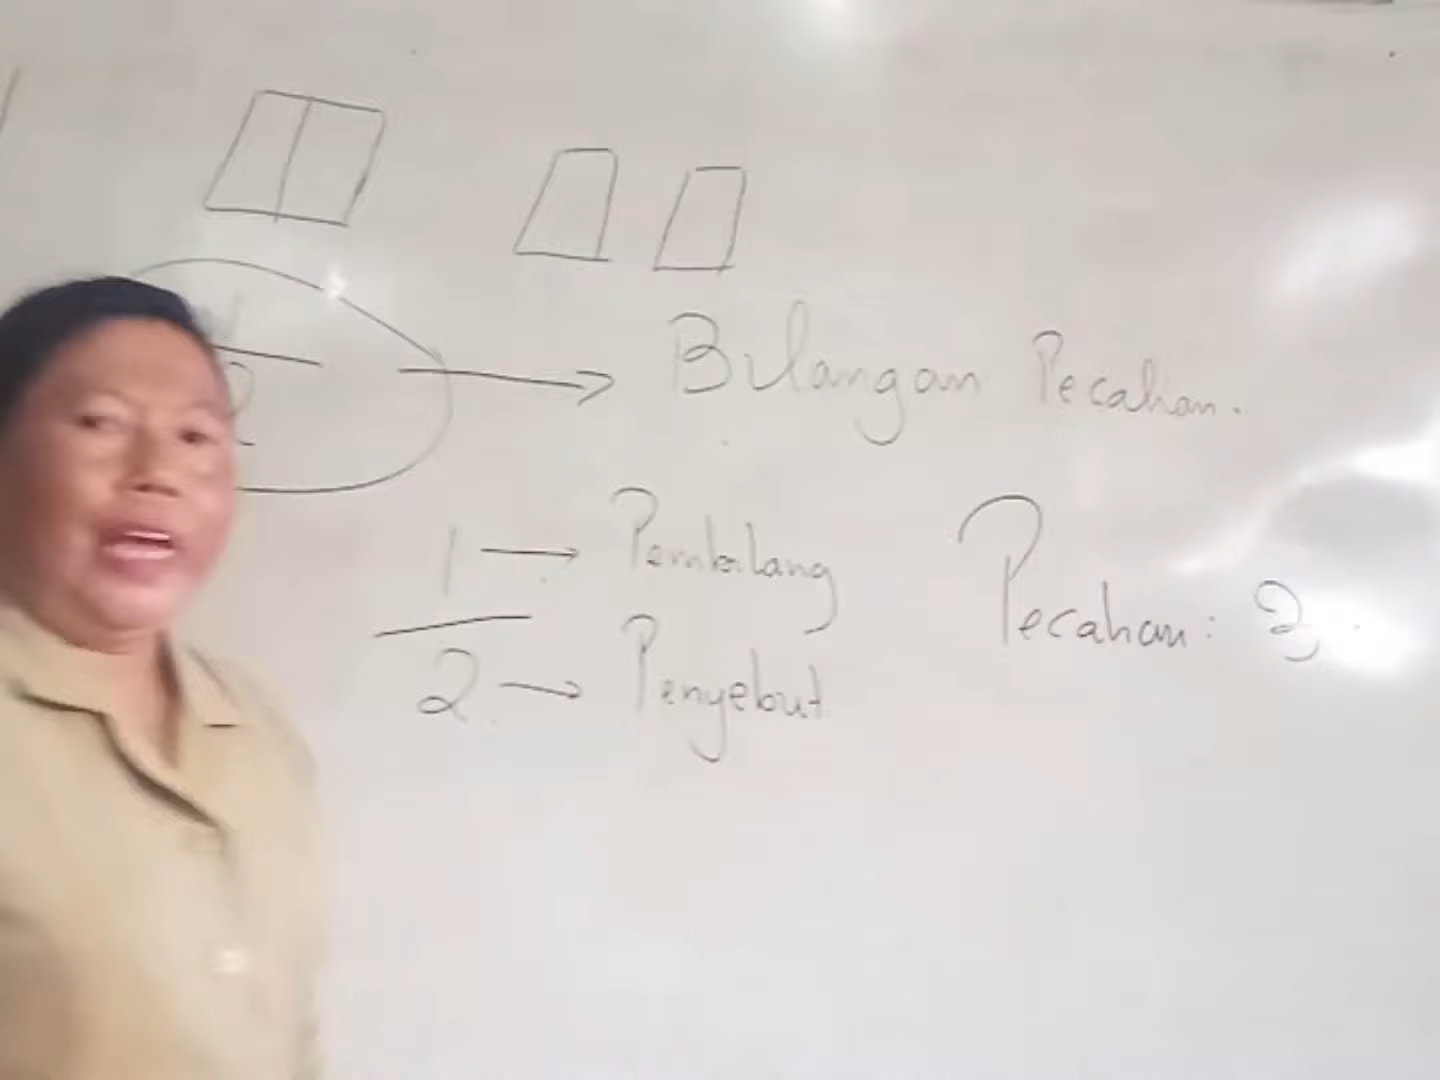 Bilangan Pecahan.
1 → Pembilang
2 → Penyebut
Pecahan: 2